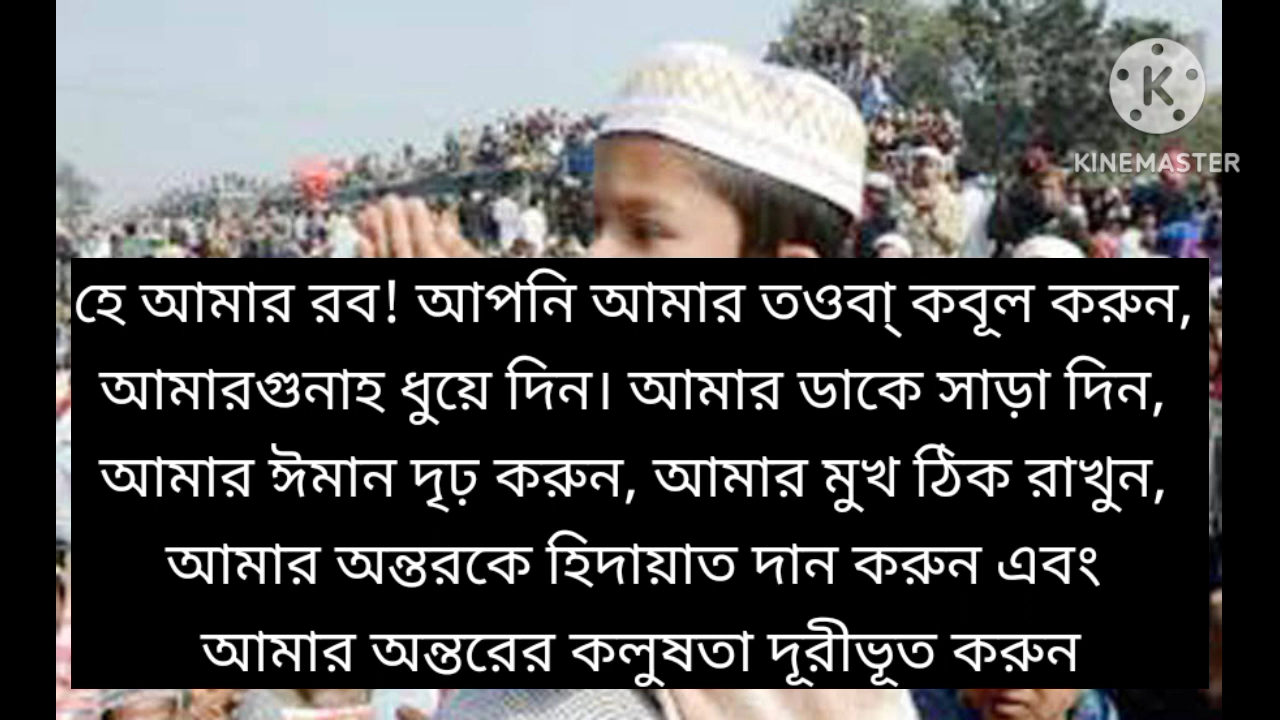 KINEMASTER
হে আমার রব! আপনি আমার তওবা্ কবূল করুন,
আমারগুনাহ ধুয়ে দিন। আমার ডাকে সাড়া দিন,
আমার ঈমান দৃঢ় করুন, আমার মুখ ঠিক রাখুন,
আমার অন্তরকে হিদায়াত দান করুন এবং
আমার অন্তরের কলুষতা দূরীভূত করুন